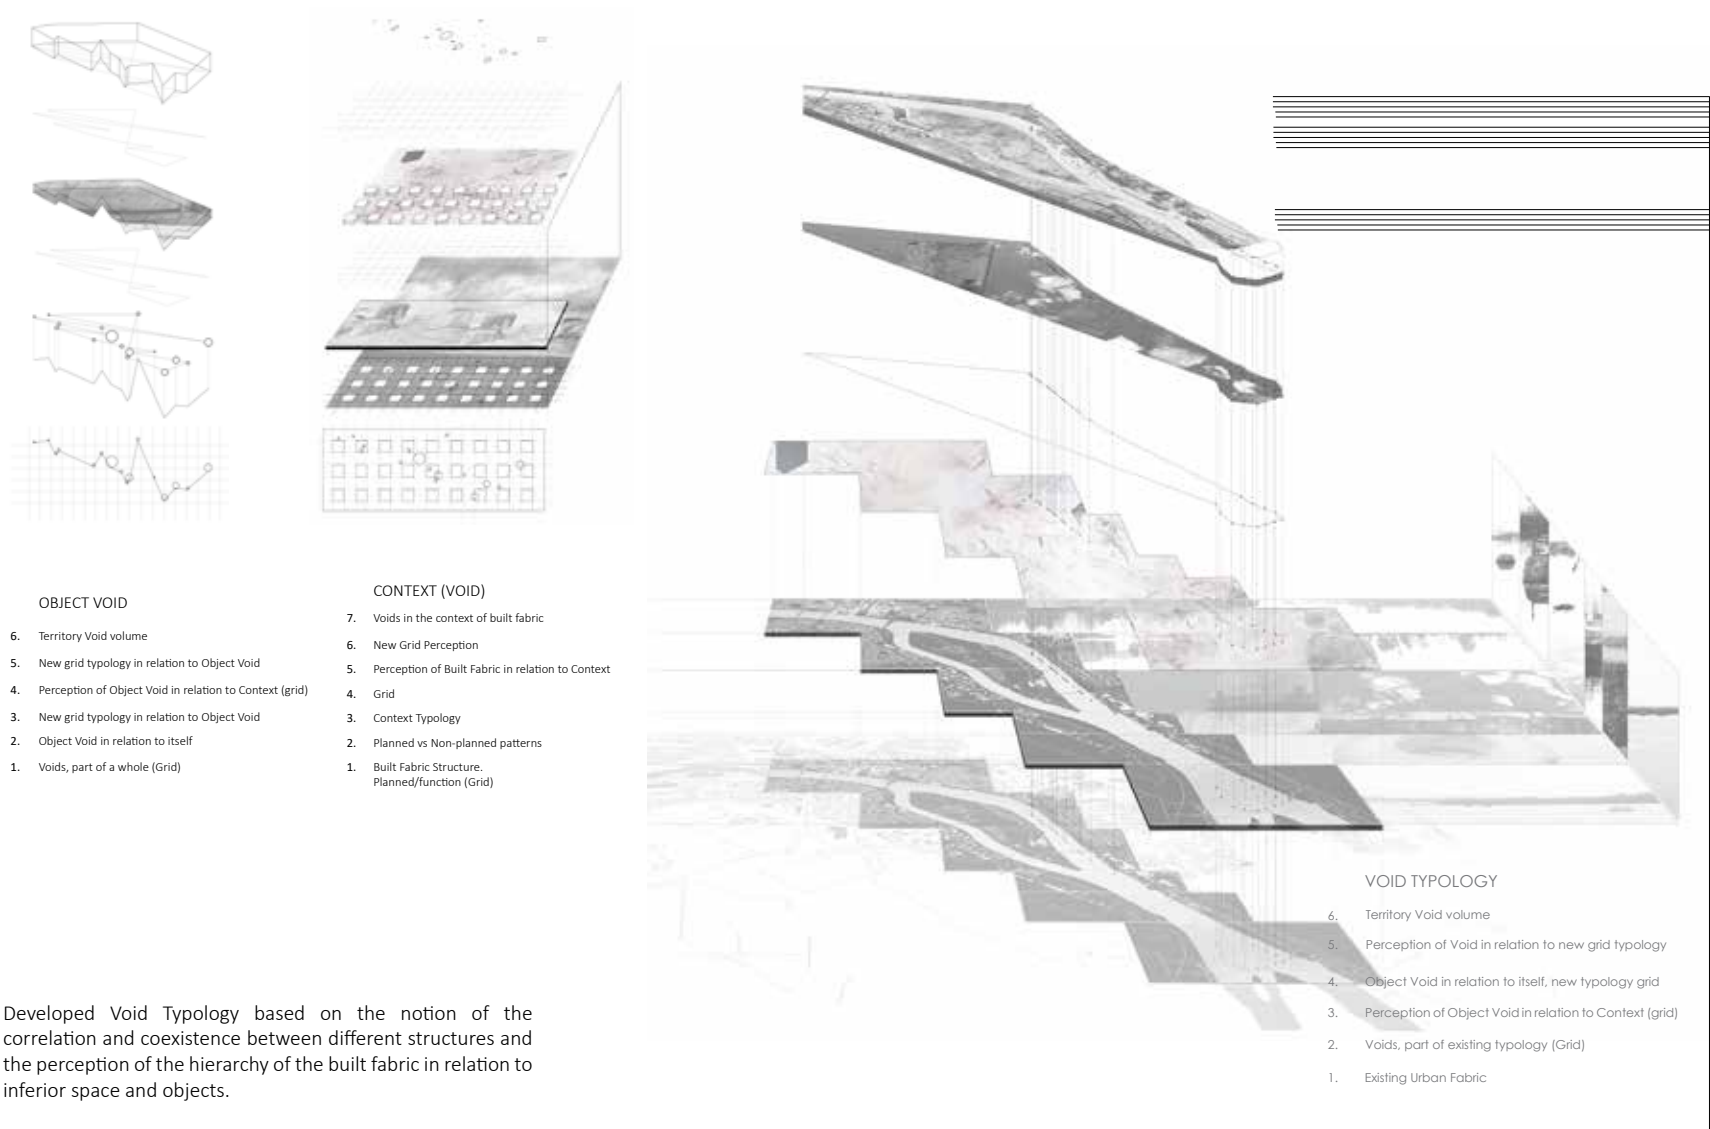 OBJECT VOID
6. Territory Void volume
5. New grid typology in relation to Object Void
4. Perception of Object Void in relation to Context (grid)
3. New grid typology in relation to Object Void
2. Object Void in relation to itself
1. Voids, part of a whole (Grid)
CONTEXT (VOID)
7. Voids in the context of built fabric
6. New Grid Perception
5. Perception of Built Fabric in relation to Context
4. Grid
3. Context Typology
2. Planned vs Non-planned patterns
1. Built Fabric Structure.
Planned/function (Grid)
VOID TYPOLOGY
6. Territory Void volume
5. Perception of Void in relation to new grid typology
4. Object Void in relation to itself, new typology grid
3. Perception of Object Void in relation to Context (grid)
2. Voids, part of existing typology (Grid)
1. Existing Urban Fabric
Developed Void Typology based on the notion of the
correlation and coexistence between different structures and
the perception of the hierarchy of the built fabric in relation to
inferior space and objects.